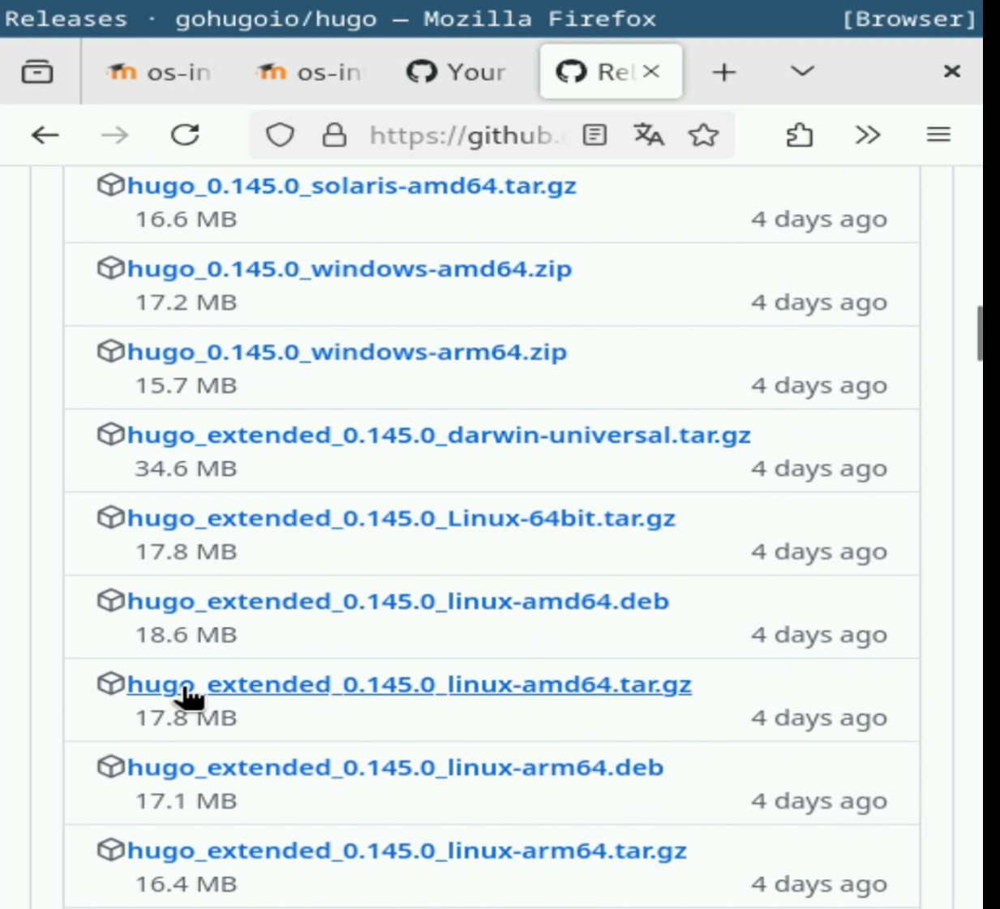 Releases · gohugoio/hugo — Mozilla Firefox [Browser]
os-in os-in Your Rel
https://github.
hugo_0.145.0_solaris-amd64.tar.gz
16.6 MB 4 days ago
hugo_0.145.0_windows-amd64.zip
17.2 MB 4 days ago
hugo_0.145.0_windows-arm64.zip
15.7 MB 4 days ago
hugo_extended_0.145.0_darwin-universal.tar.gz
34.6 MB 4 days ago
hugo_extended_0.145.0_Linux-64bit.tar.gz
17.8 MB 4 days ago
hugo_extended_0.145.0_linux-amd64.deb
18.6 MB 4 days ago
hugo_extended_0.145.0_linux-amd64.tar.gz
17.8 MB 4 days ago
hugo_extended_0.145.0_linux-arm64.deb
17.1 MB 4 days ago
hugo_extended_0.145.0_linux-arm64.tar.gz
16.4 MB 4 days ago